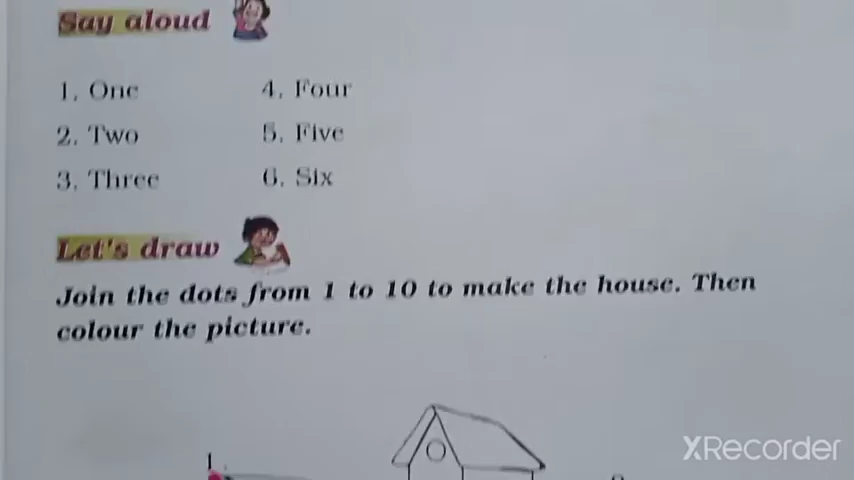 Say aloud
1. One 4. Four
2. Two 5. Five
3. Three 6. Six
Let's draw
Join the dots from 1 to 10 to make the house. Then
colour the picture.
1
XRecorder